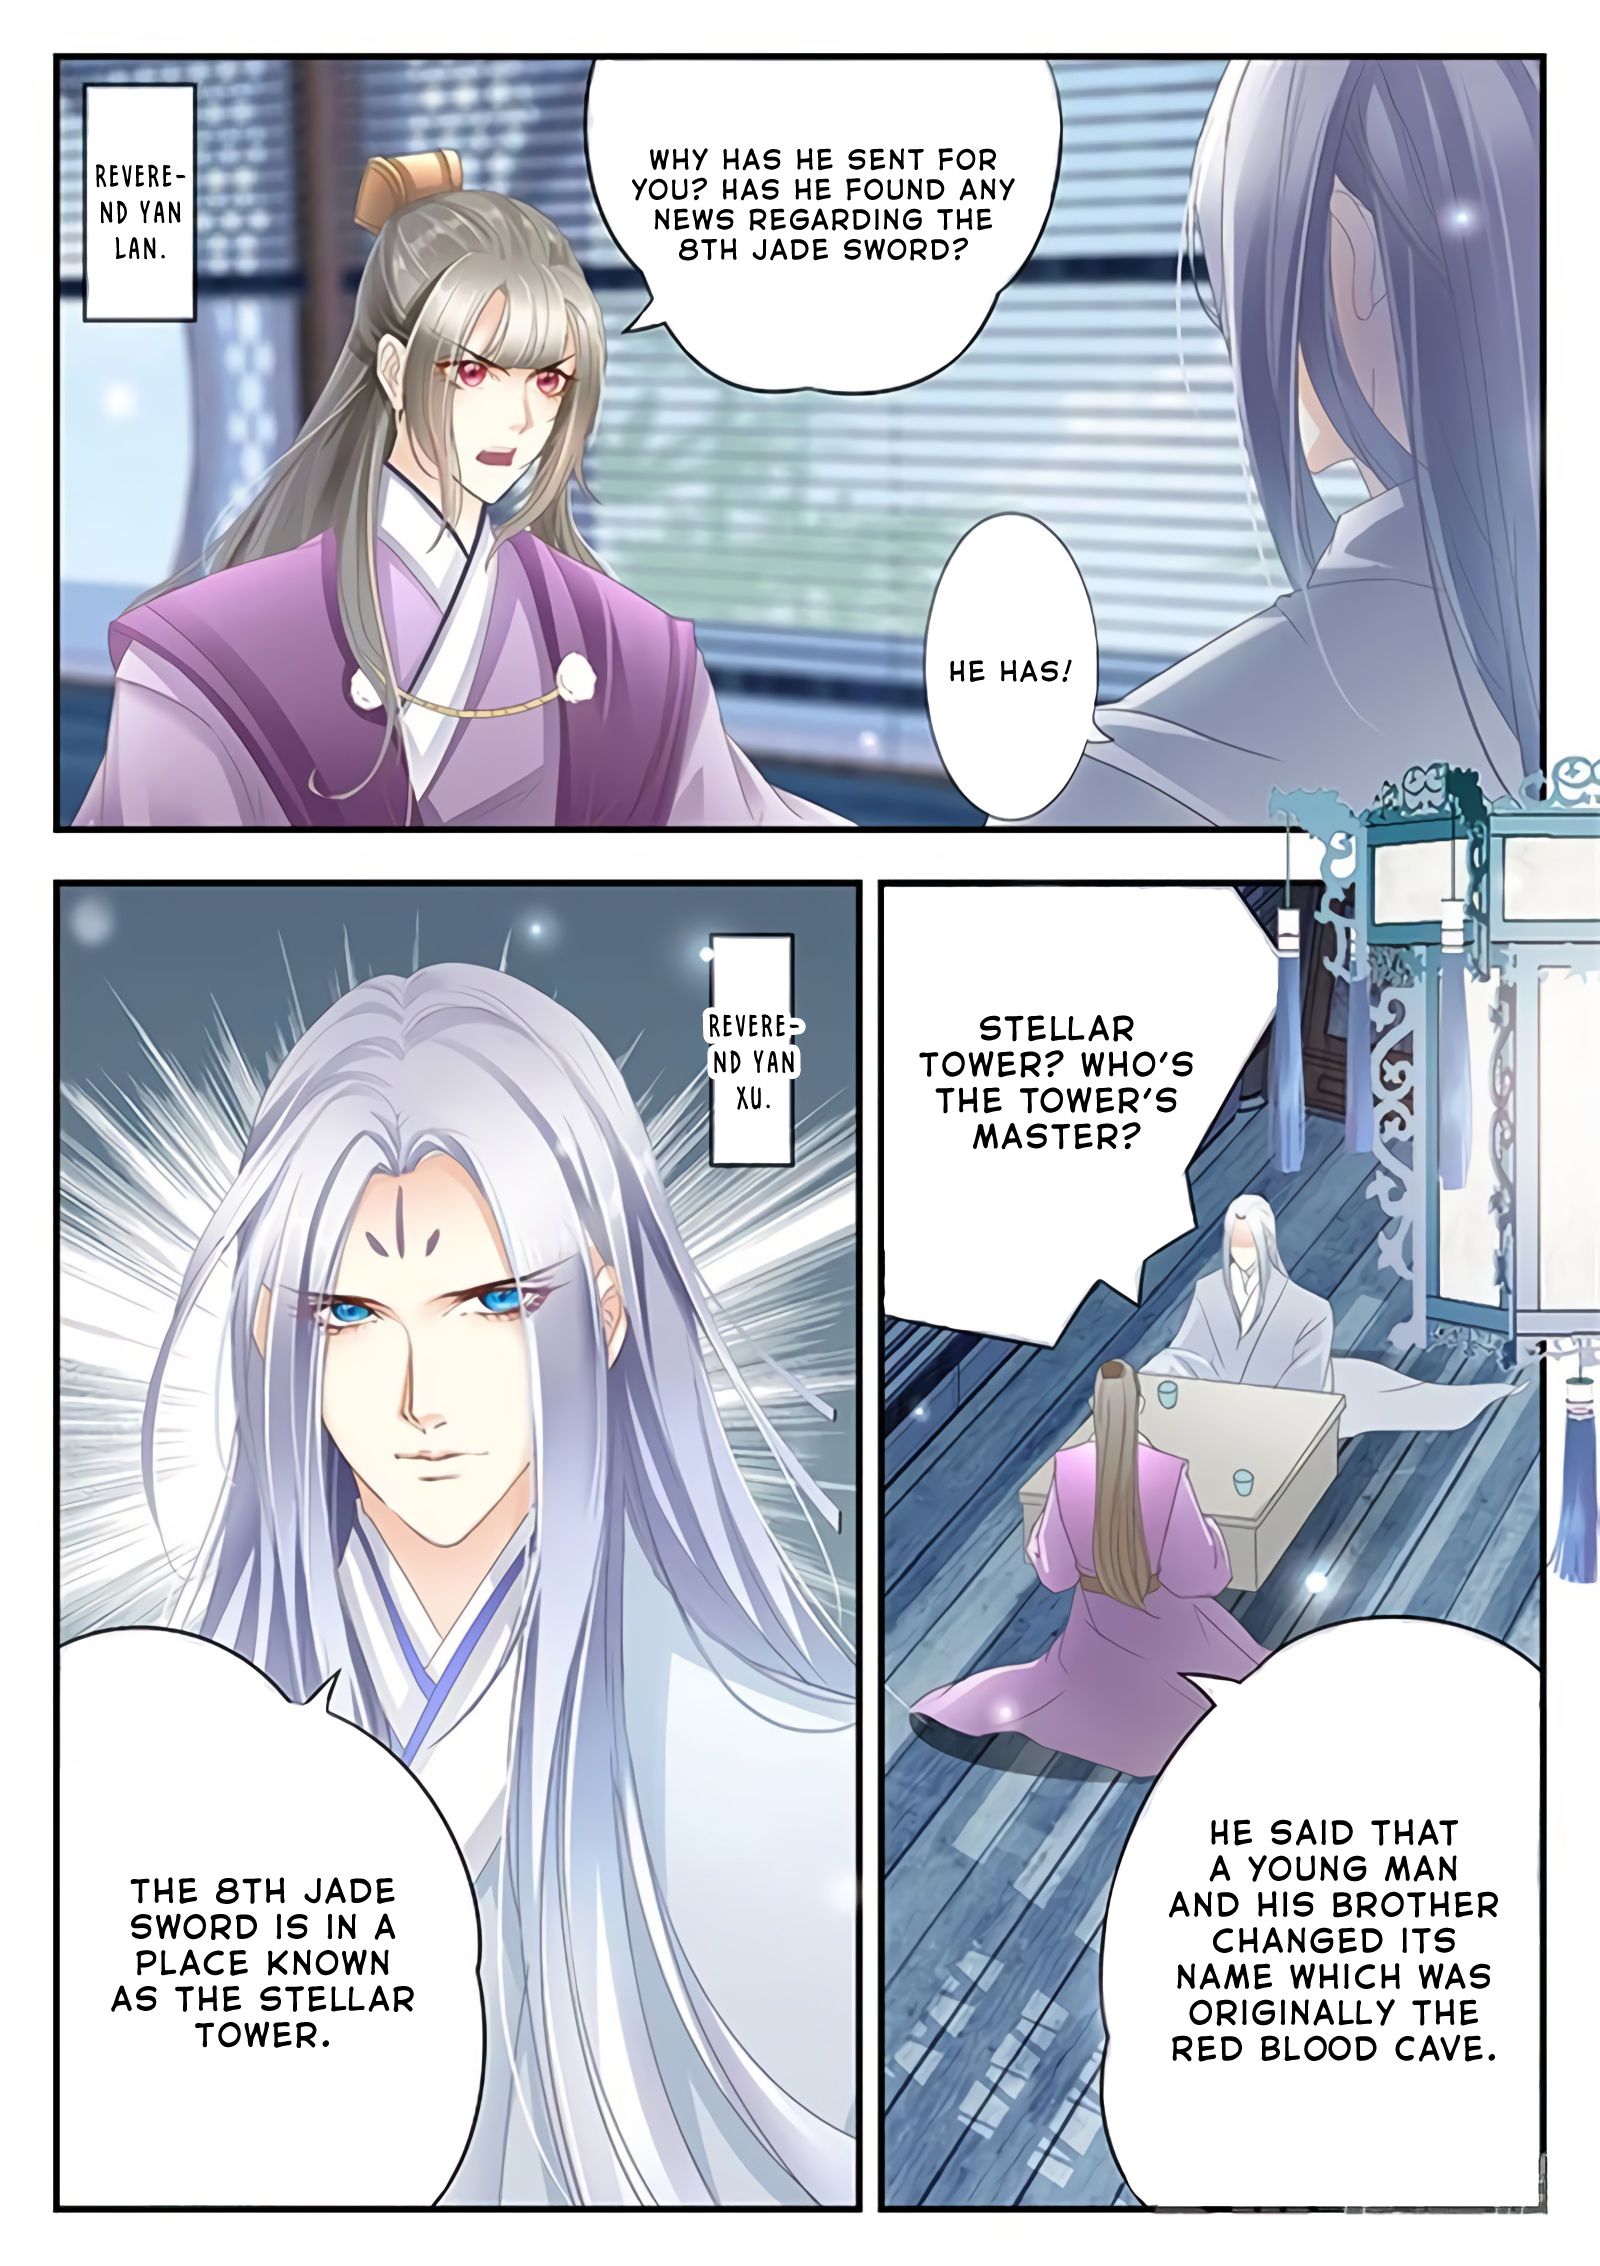 REVERE-
ND YAN
LAN.
WHY HAS HE SENT FOR
YOU? HAS HE FOUND ANY
NEWS REGARDING THE
8TH JADE SWORD?
HE HAS!
REVERE-
ND YAN
XU.
THE 8TH JADE
SWORD IS IN A
PLACE KNOWN
AS THE STELLAR
TOWER.
STELLAR
TOWER? WHO'S
THE TOWER'S
MASTER?
HE SAID THAT
A YOUNG MAN
AND HIS BROTHER
CHANGED ITS
NAME WHICH WAS
ORIGINALLY THE
RED BLOOD CAVE.